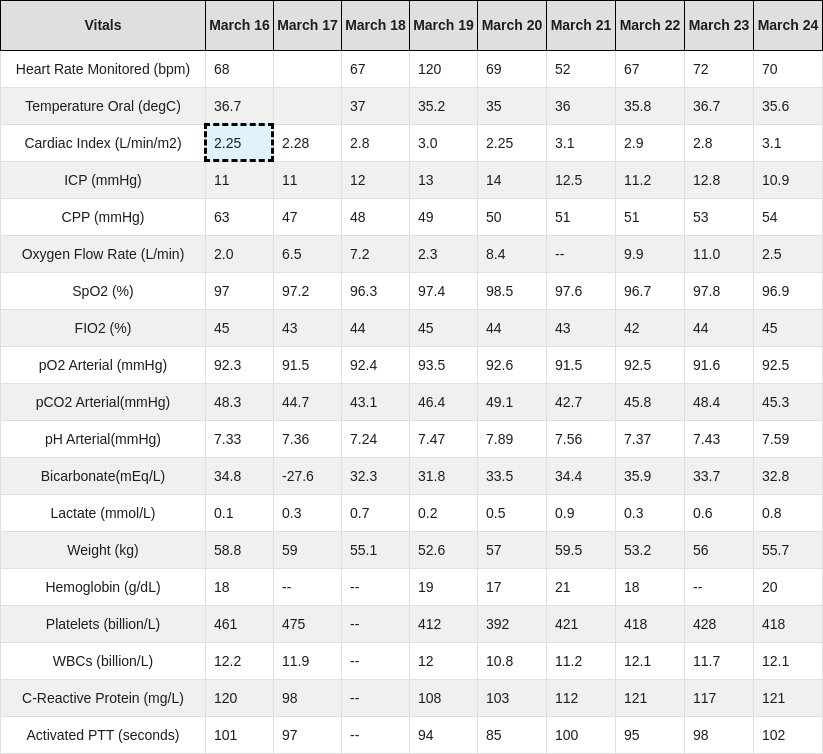 Vitals March 16 March 17 March 18 March 19 March 20 March 21 March 22 March 23 March 24
Heart Rate Monitored (bpm) 68 67 120 69 52 67 72 70
Temperature Oral (degC) 36.7 37 35.2 35 36 35.8 36.7 35.6
Cardiac Index (L/min/m2) 2.25 2.28 2.8 3.0 2.25 3.1 2.9 2.8 3.1
ICP (mmHg) 11 11 12 13 14 12.5 11.2 12.8 10.9
CPP (mmHg) 63 47 48 49 50 51 51 53 54
Oxygen Flow Rate (L/min) 2.0 6.5 7.2 2.3 8.4 -- 9.9 11.0 2.5
SpO2 (%) 97 97.2 96.3 97.4 98.5 97.6 96.7 97.8 96.9
FIO2 (%) 45 43 44 45 44 43 42 44 45
pO2 Arterial (mmHg) 92.3 91.5 92.4 93.5 92.6 91.5 92.5 91.6 92.5
pCO2 Arterial(mmHg) 48.3 44.7 43.1 46.4 49.1 42.7 45.8 48.4 45.3
pH Arterial(mmHg) 7.33 7.36 7.24 7.47 7.89 7.56 7.37 7.43 7.59
Bicarbonate(mEq/L) 34.8 -27.6 32.3 31.8 33.5 34.4 35.9 33.7 32.8
Lactate (mmol/L) 0.1 0.3 0.7 0.2 0.5 0.9 0.3 0.6 0.8
Weight (kg) 58.8 59 55.1 52.6 57 59.5 53.2 56 55.7
Hemoglobin (g/dL) 18 -- -- 19 17 21 18 -- 20
Platelets (billion/L) 461 475 -- 412 392 421 418 428 418
WBCs (billion/L) 12.2 11.9 -- 12 10.8 11.2 12.1 11.7 12.1
C-Reactive Protein (mg/L) 120 98 -- 108 103 112 121 117 121
Activated PTT (seconds) 101 97 -- 94 85 100 95 98 102